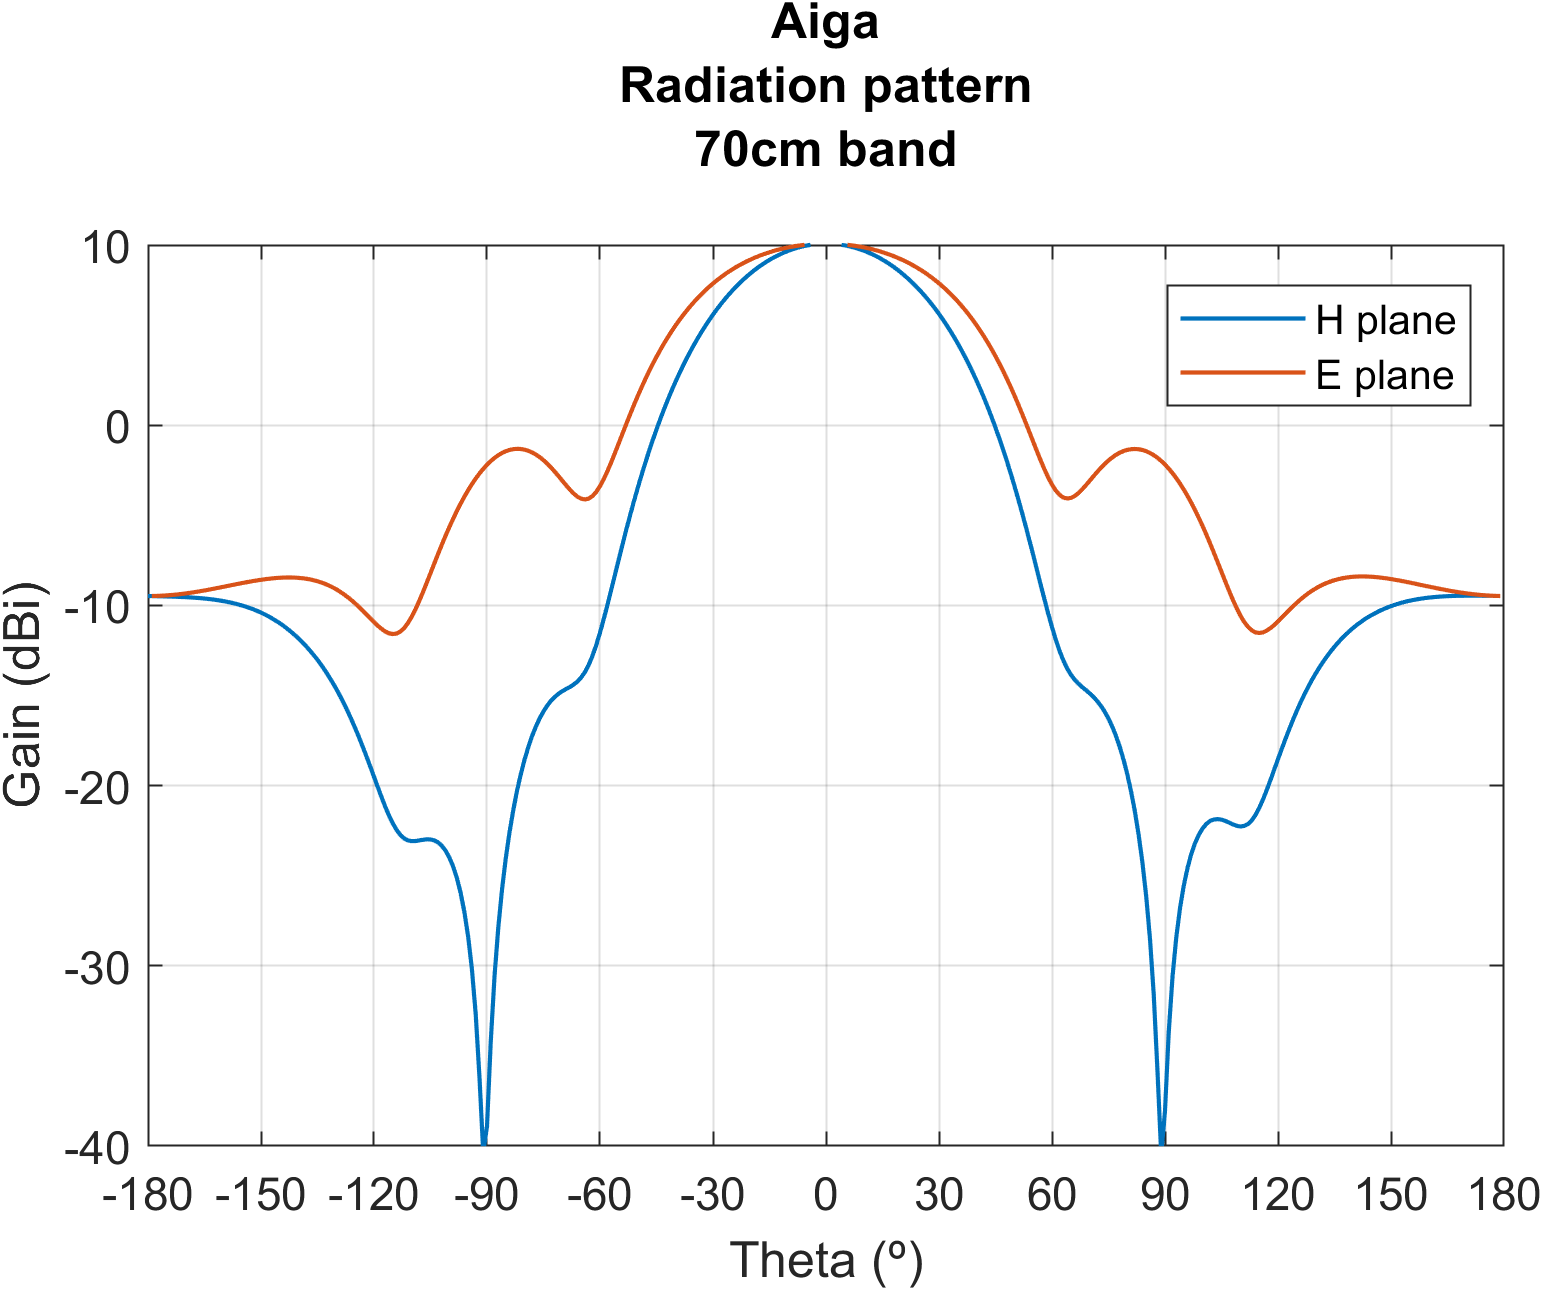 Aiga
Radiation pattern
70cm band
10
0
-10
-20
-30
-40
Gain (dBi)
H plane
E plane
-180 -150 -120 -90 -60 -30 0 30 60 90 120 150 180
Theta (º)